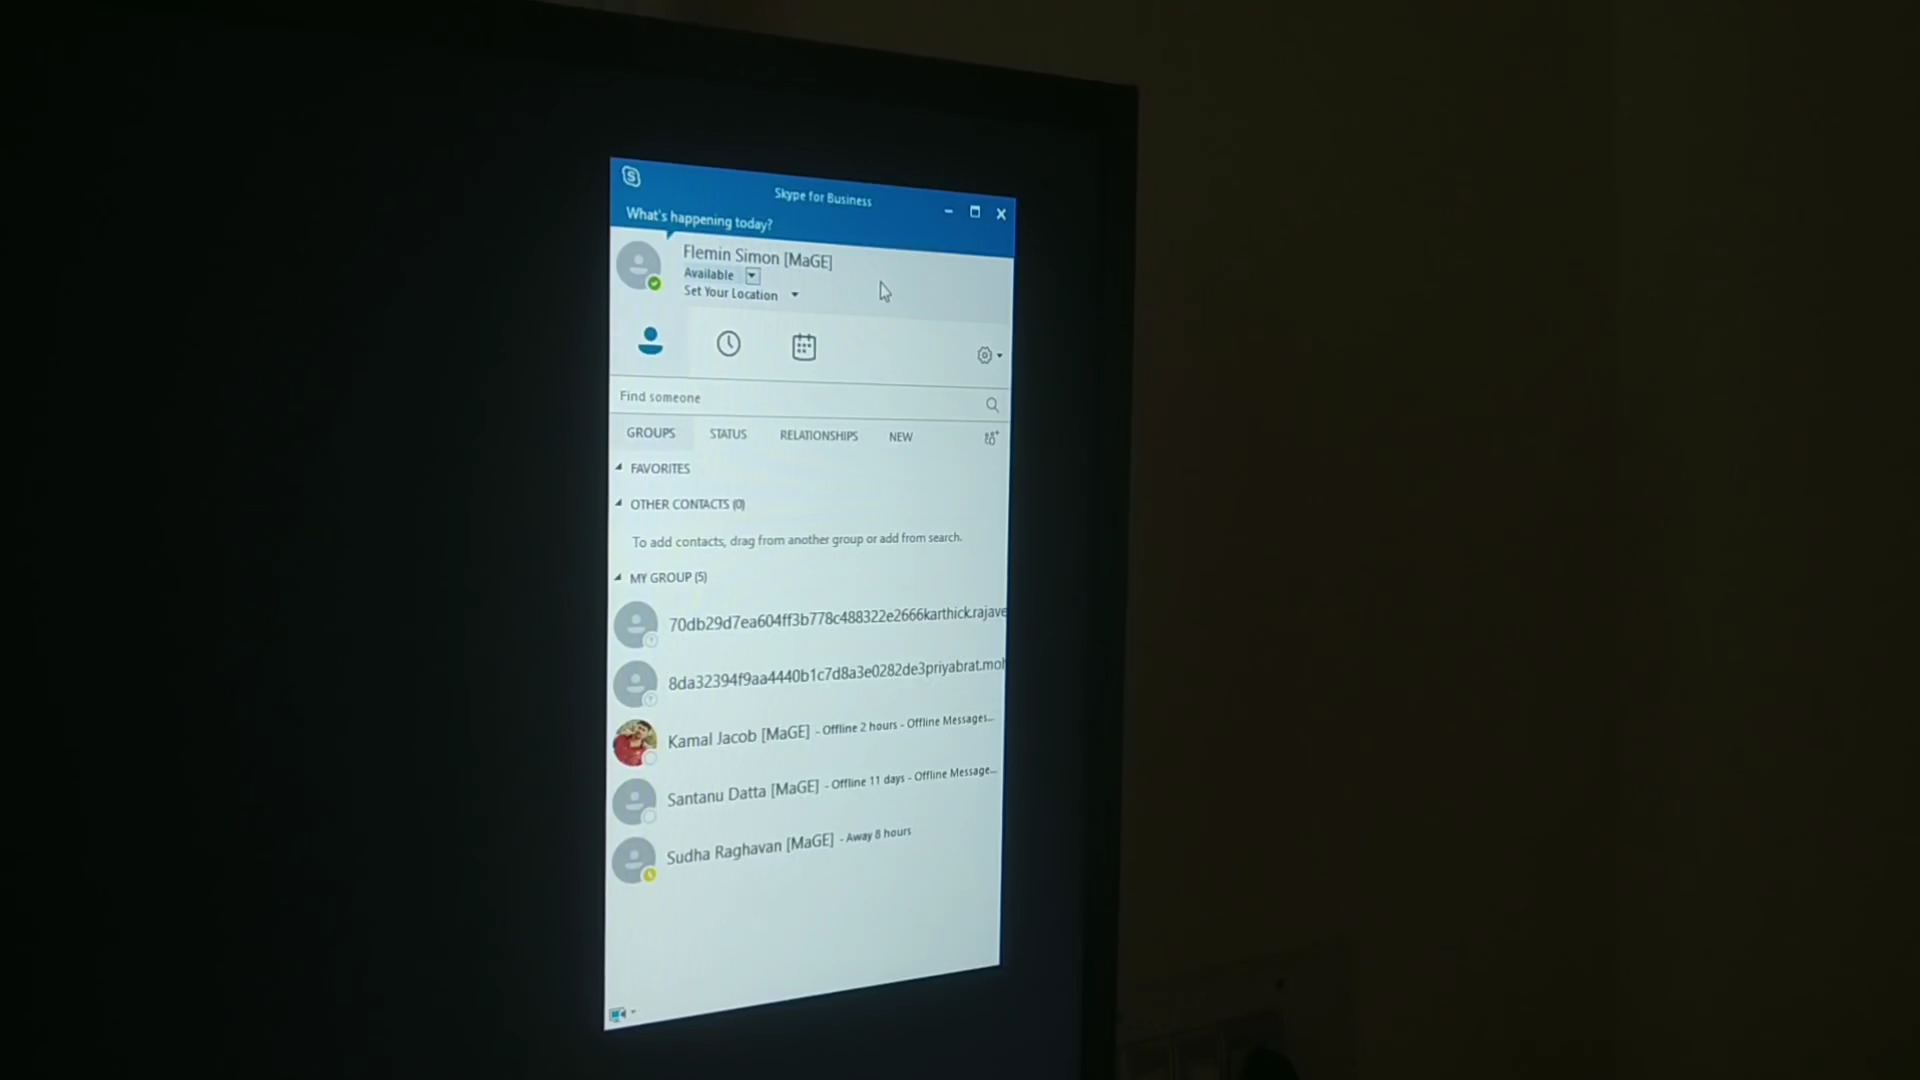 Skype for Business
What's happening today?
Flemin Simon [MaGE]
Available
Set Your Location
Find someone
GROUPS STATUS RELATIONSHIPS NEW
FAVORITES
OTHER CONTACTS (0)
To add contacts, drag from another group or add from search.
MY GROUP (5)
70db29d7ea604ff3b778c488322e2666karthick.rajave
8da32394f9aa4440b1c7d8a3e0282de3priyabrat.moh
Kamal Jacob [MaGE] - Offline 2 hours - Offline Messages...
Santanu Datta [MaGE] - Offline 11 days - Offline Message...
Sudha Raghavan [MaGE] - Away 8 hours